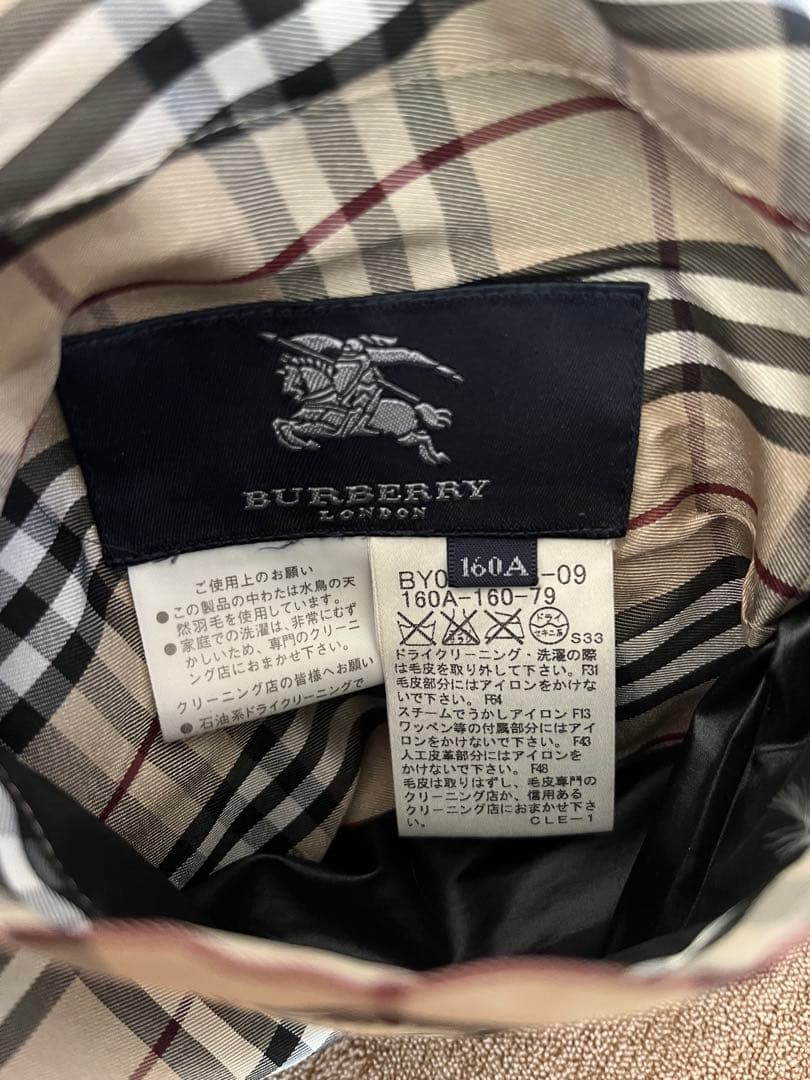 BURBERRY
LONDON
160A
ご使用上のお願い
●この製品の中わたは水鳥の天
然羽毛を使用しています。
●家庭での洗濯は、非常にむず
かしいため、専門のクリーニ
ング店におまかせ下さい。
クリーニング店の皆様へお願い
●石油系ドライクリーニングで
BY0 -09
160A-160-79
ドライ
セキユ系
S33
ドライクリーニング・洗濯の際
は毛皮を取り外して下さい。F31
毛皮部分にはアイロンをかけな
いで下さい。F64
スチームでうかしアイロン F13
ワッペン等の付属部分にはアイ
ロンをかけないで下さい。F43
人工皮革部分にはアイロンを
かけないで下さい。F48
毛皮は取りはずし、毛皮専門の
クリーニング店か、信用ある
クリーニング店におまかせ下さ
い。 CLE-1